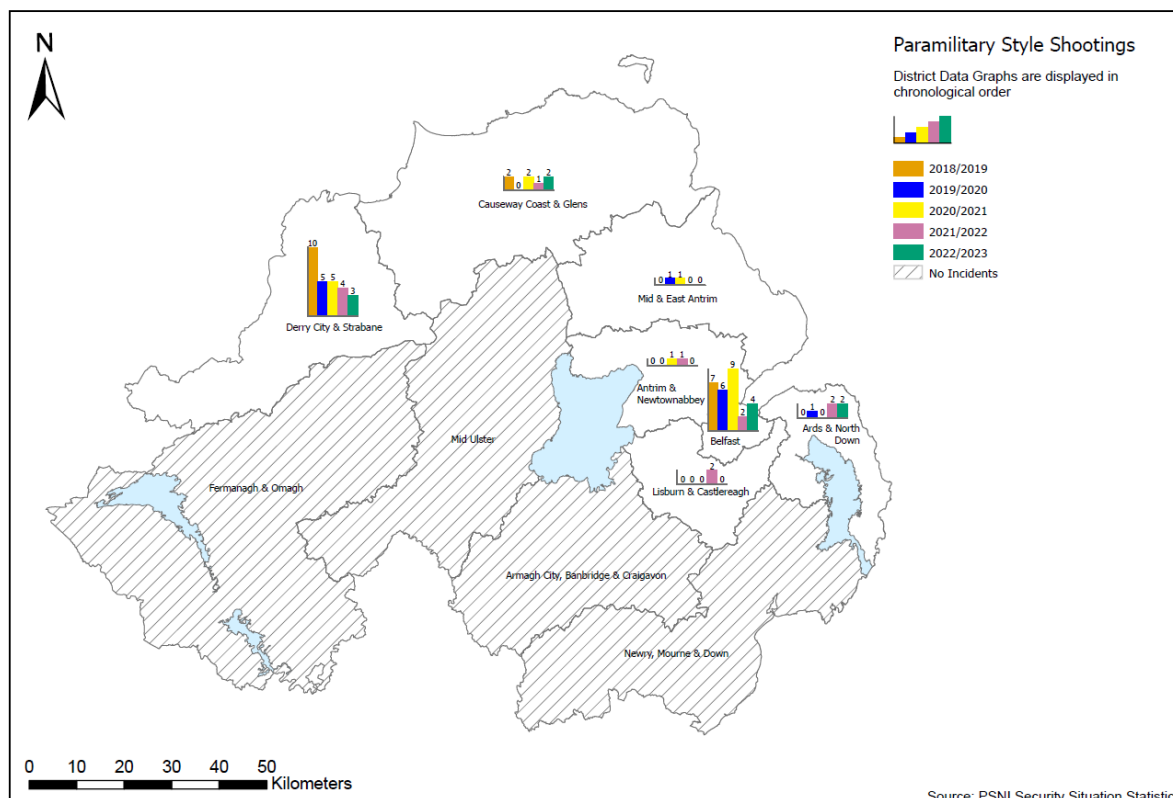 N
Paramilitary Style Shootings
District Data Graphs are displayed in
chronological order
2018/2019
2019/2020
2020/2021
2021/2022
2022/2023
No Incidents
2 0 2 1 2
Causeway Coast & Glens
10 5 5 4 3
Derry City & Strabane
0 1 1 0 0
Mid & East Antrim
0 0 1 1 0
Antrim &
Newtownabbey
7 6 9 2 4
Belfast
0 1 0 2 2
Ards & North
Down
Mid Ulster
0 0 0 2 0
Lisburn & Castlereagh
Fermanagh & Omagh
Armagh City, Banbridge & Craigavon
Newry, Mourne & Down
0 10 20 30 40 50
Kilometers
Source: PSNI Security Situation Statistic